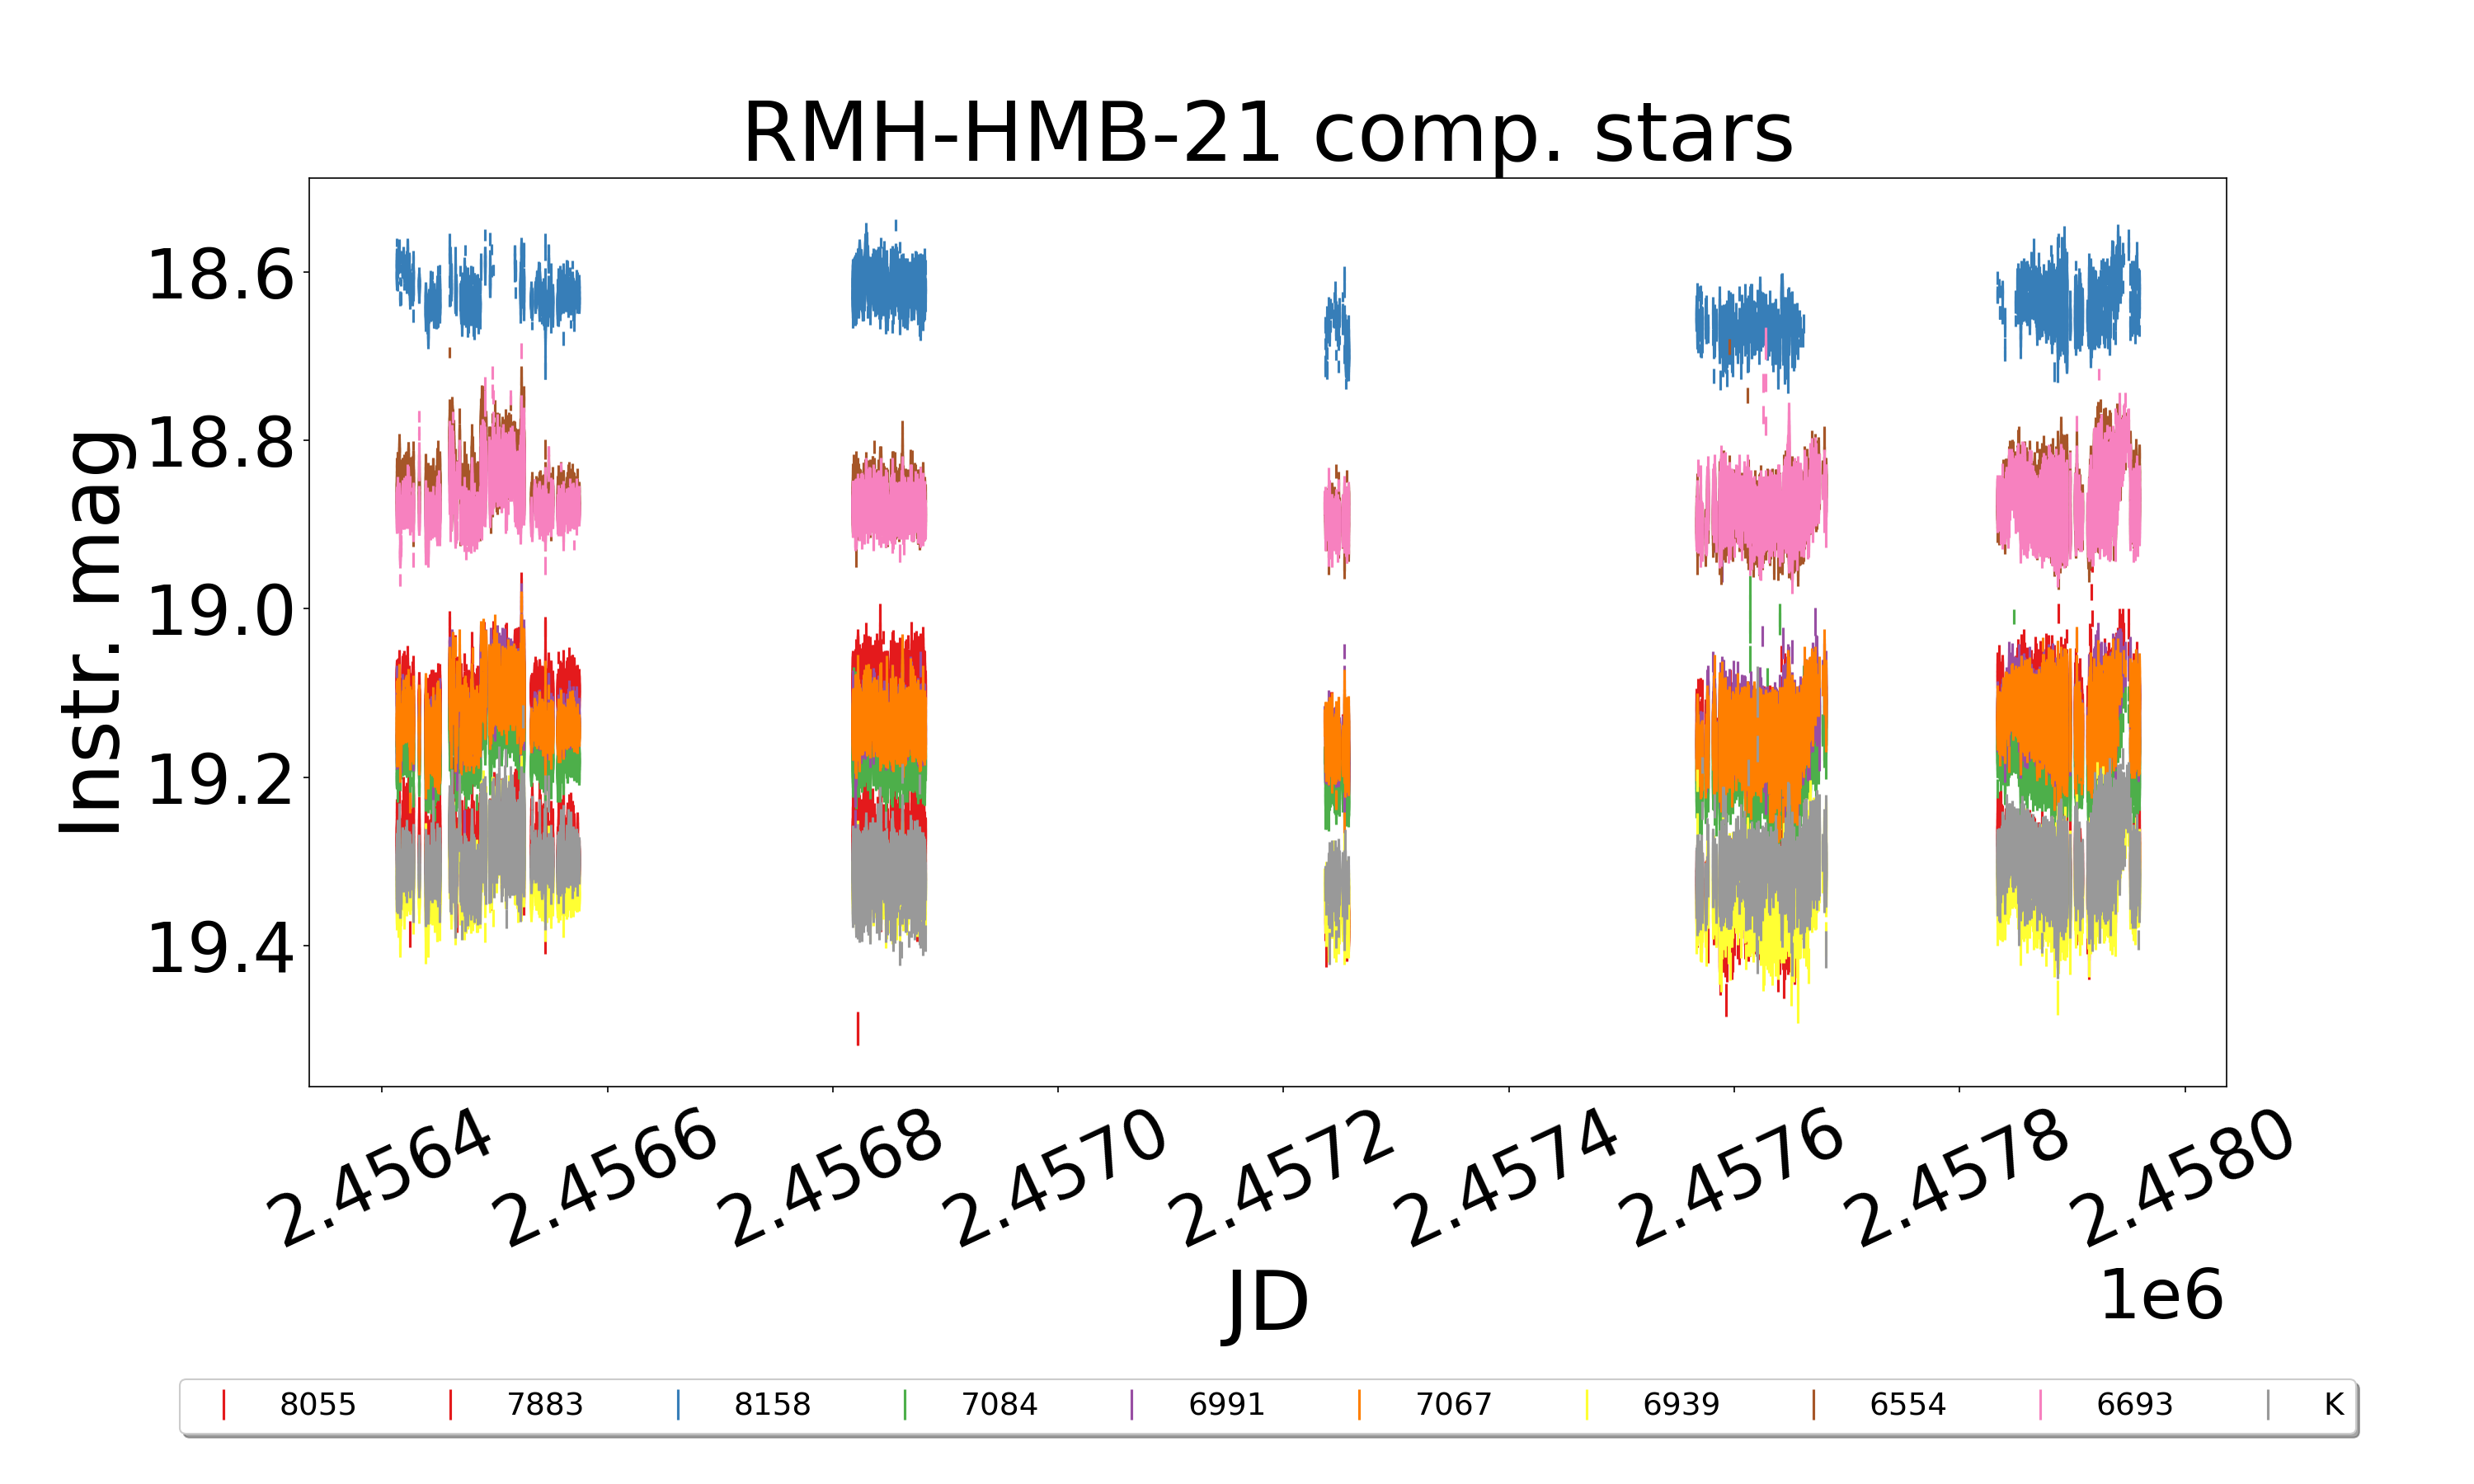 RMH-HMB-21 comp. stars
Instr. mag
18.6
18.8
19.0
19.2
19.4
2.4564 2.4566 2.4568 2.4570 2.4572 2.4574 2.4576 2.4578 2.4580
JD
1e6
8055 7883 8158 7084 6991 7067 6939 6554 6693 K